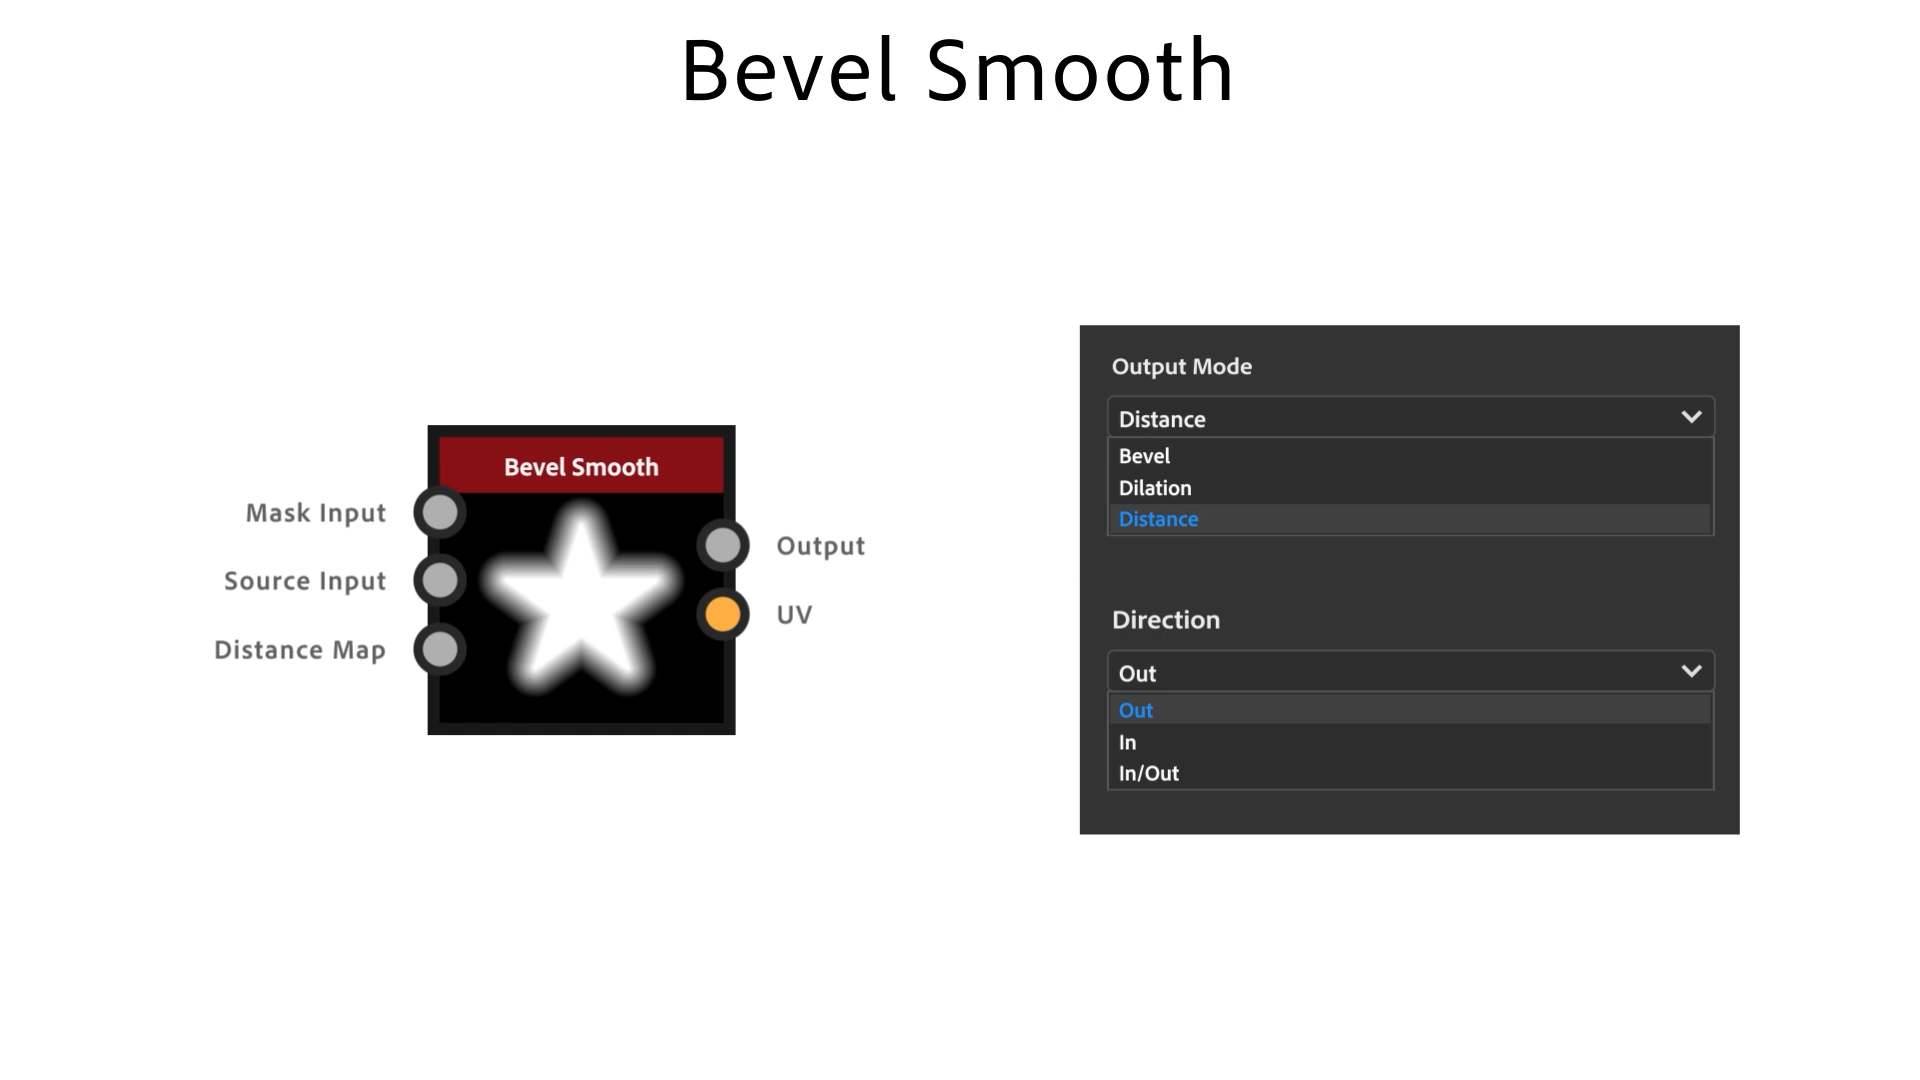 Bevel Smooth
Bevel Smooth
Mask Input
Source Input
Distance Map
Output
UV
Output Mode
Distance
Bevel
Dilation
Distance
Direction
Out
Out
In
In/Out